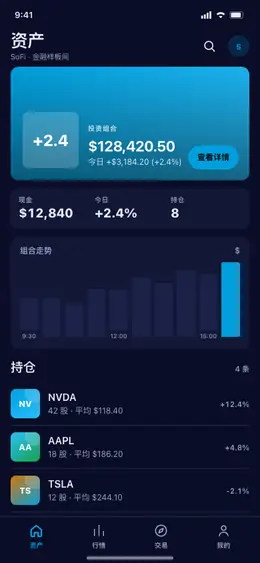 9:41
资产
SoFi · 金融样板间
S
+2.4
投资组合
$128,420.50
今日 +$3,184.20 (+2.4%)
查看详情
现金
今日
持仓
$12,840
+2.4%
8
组合走势
$
9:30
12:00
15:00
持仓
4 条
NV
NVDA
42 股 · 平均 $118.40
+12.4%
AA
AAPL
18 股 · 平均 $186.20
+4.8%
TS
TSLA
12 股 · 平均 $244.10
-2.1%
资产
行情
交易
我的